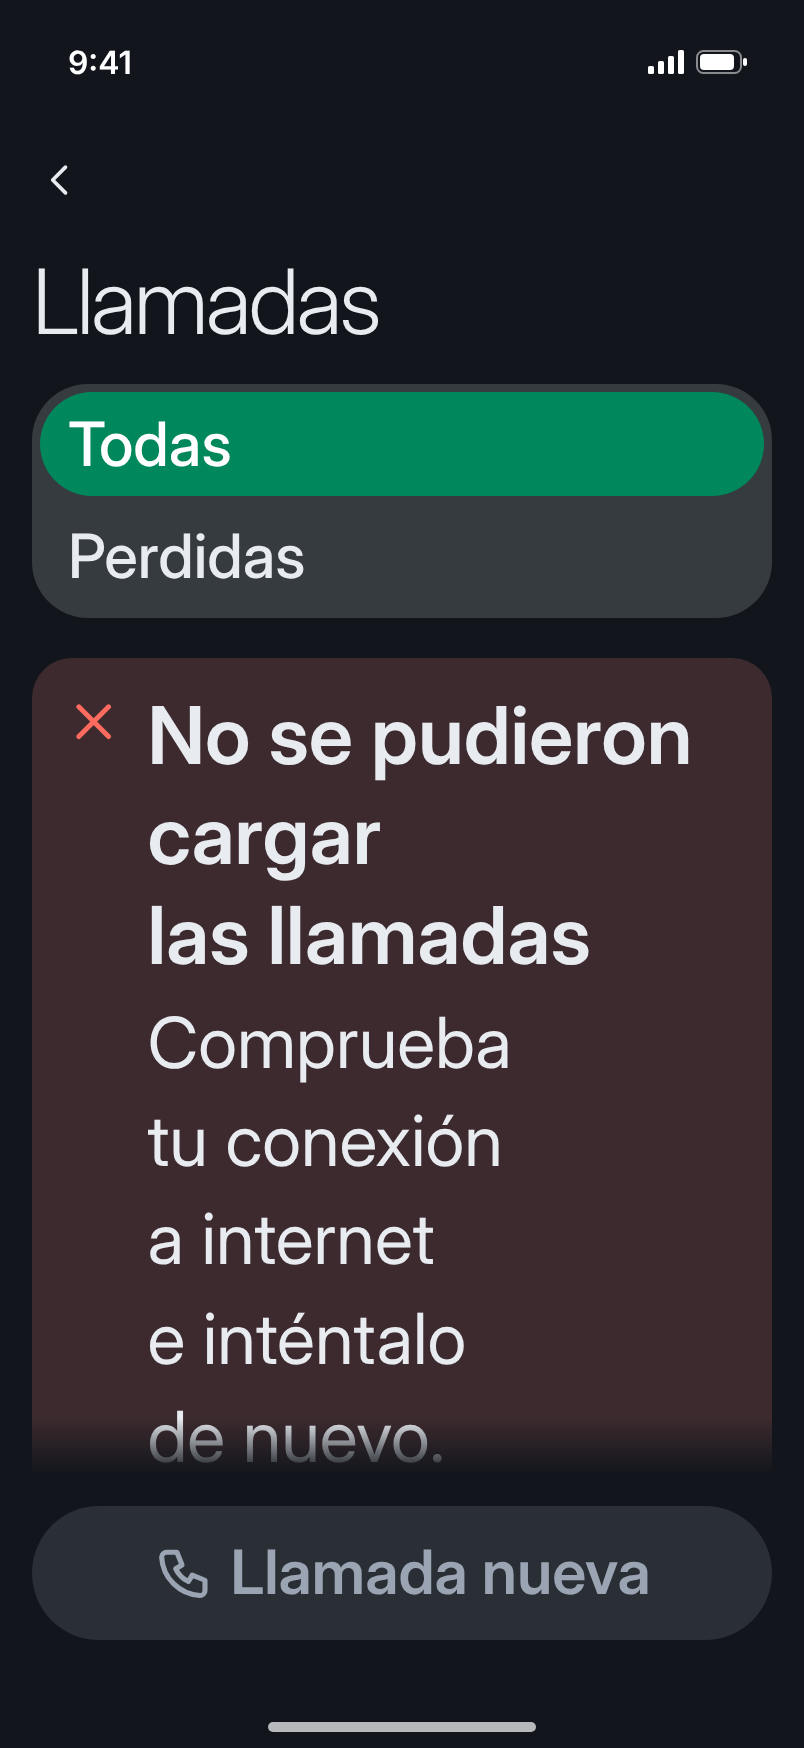 9:41
Llamadas
Todas
Perdidas
No se pudieron
cargar
las llamadas
Comprueba
tu conexión
a internet
e inténtalo
de nuevo.
Llamada nueva